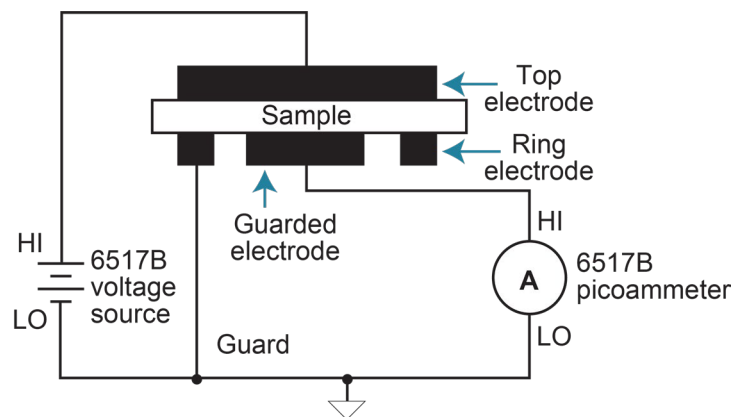 Top
electrode
Sample
Ring
electrode
Guarded
electrode
HI
6517B
voltage
source
LO
Guard
HI
A
6517B
picoammeter
LO